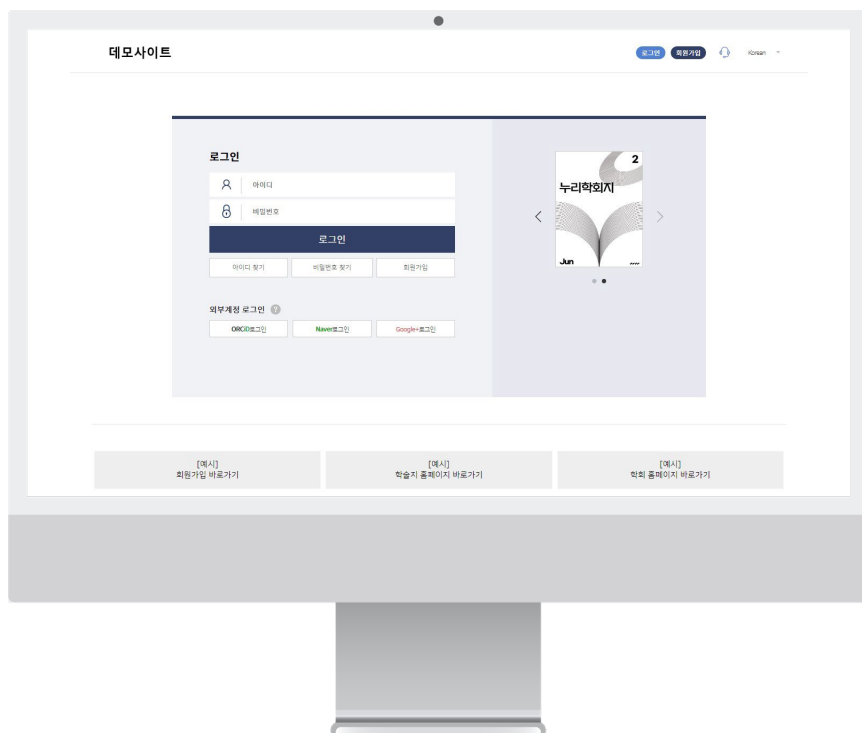 데모사이트
로그인
회원가입
Korean
로그인
아이디
비밀번호
로그인
아이디 찾기
비밀번호 찾기
회원가입
외부계정 로그인 ?
ORCiD로그인
Naver로그인
Google+로그인
2
누리학회지
Jun
[예시]
회원가입 바로가기
[예시]
학술지 홈페이지 바로가기
[예시]
학회 홈페이지 바로가기